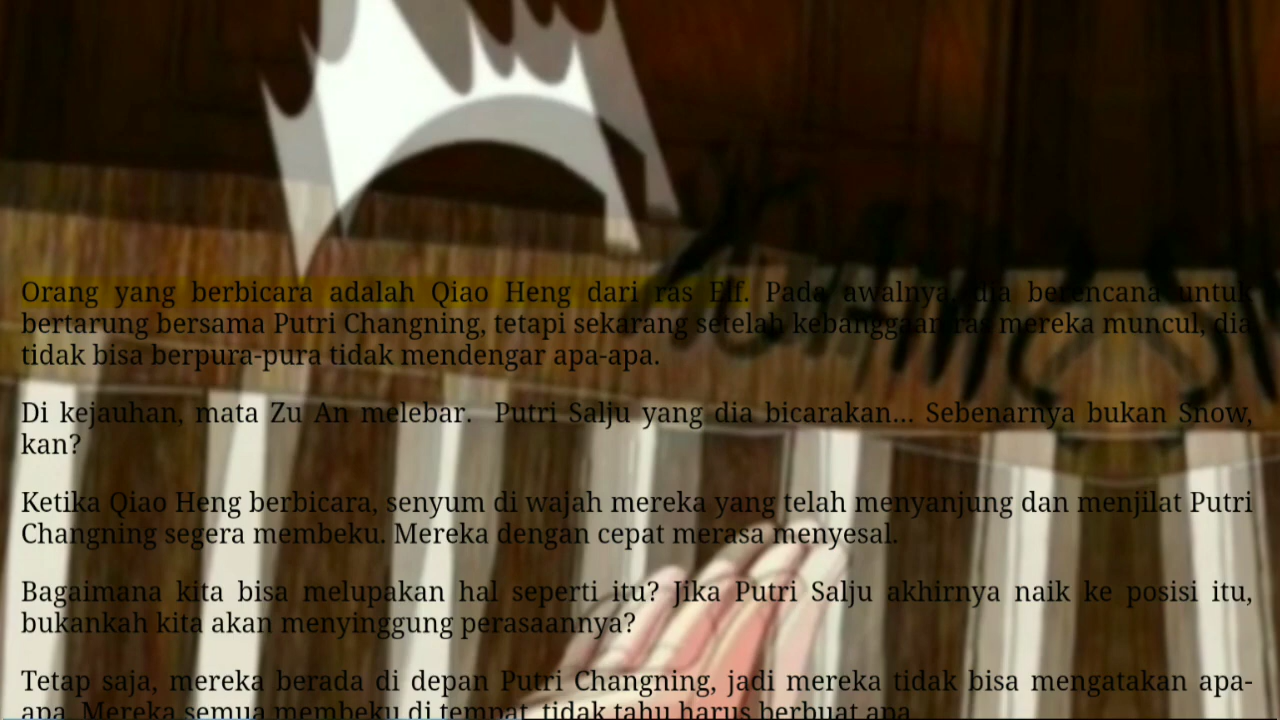 Orang yang berbicara adalah Qiao Heng dari ras Elf. Pada awalnya, dia berencana untuk
bertarung bersama Putri Changning, tetapi sekarang setelah kebanggaan ras mereka muncul, dia
tidak bisa berpura-pura tidak mendengar apa-apa.
Di kejauhan, mata Zu An melebar. Putri Salju yang dia bicarakan... Sebenarnya bukan Snow,
kan?
Ketika Qiao Heng berbicara, senyum di wajah mereka yang telah menyanjung dan menjilat Putri
Changning segera membeku. Mereka dengan cepat merasa menyesal.
Bagaimana kita bisa melupakan hal seperti itu? Jika Putri Salju akhirnya naik ke posisi itu,
bukankah kita akan menyinggung perasaannya?
Tetap saja, mereka berada di depan Putri Changning, jadi mereka tidak bisa mengatakan apa-
apa. Mereka semua membeku di tempat, tidak tahu harus berbuat apa.